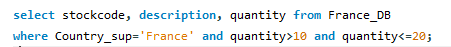 select stockcode, description, quantity from France_DB
where Country_sup='France' and quantity>10 and quantity<=20;